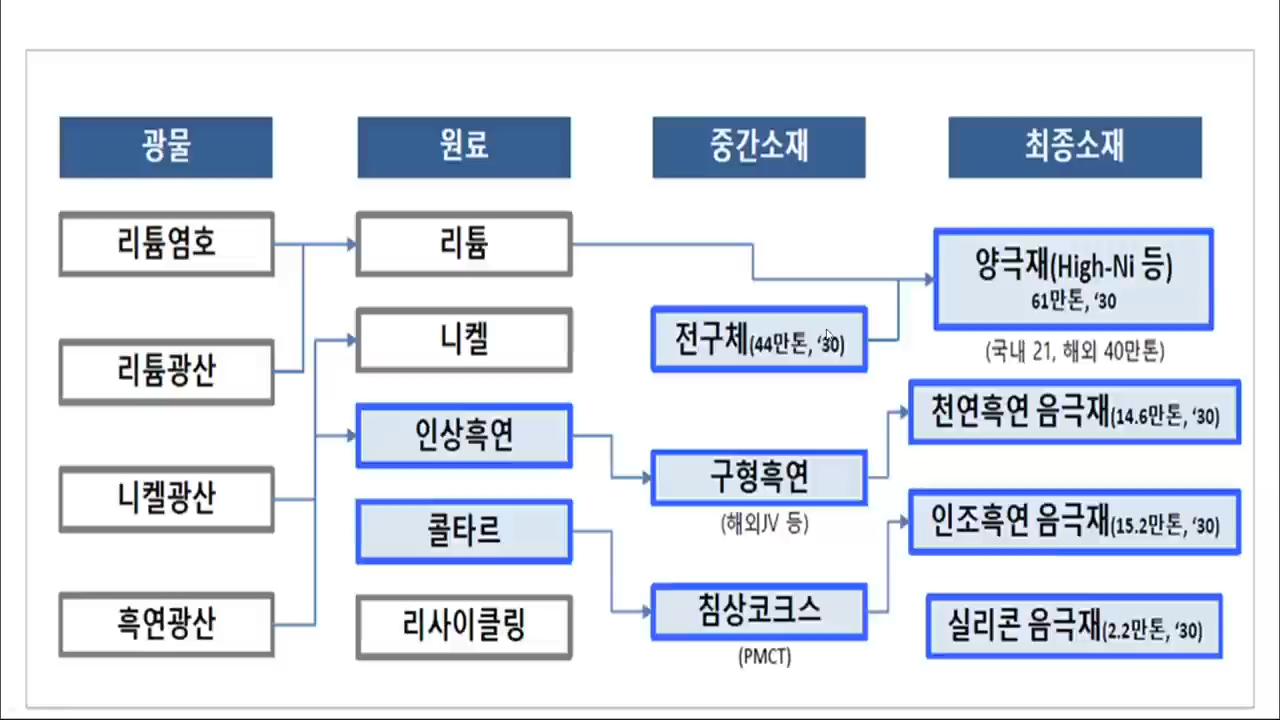 광물
원료
중간소재
최종소재
리튬염호
리튬광산
니켈광산
흑연광산
리튬
니켈
인상흑연
콜타르
리사이클링
전구체(44만톤, ‘30)
구형흑연
(해외JV 등)
침상코크스
(PMCT)
양극재(High-Ni 등)
61만톤, ‘30
(국내 21, 해외 40만톤)
천연흑연 음극재(14.6만톤, ‘30)
인조흑연 음극재(15.2만톤, ‘30)
실리콘 음극재(2.2만톤, ‘30)